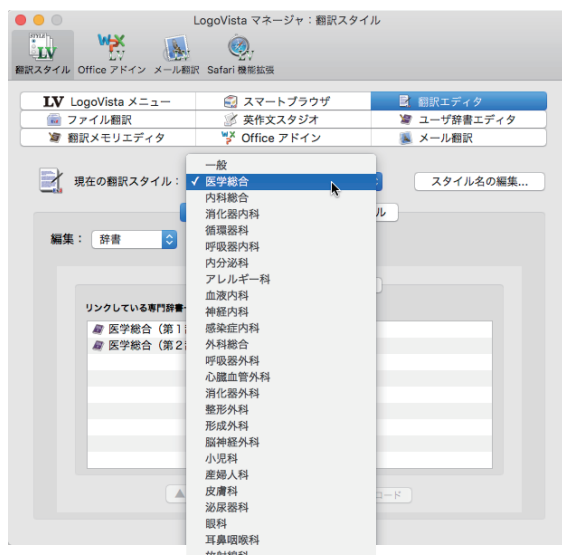 LogoVista マネージャ：翻訳スタイル
翻訳スタイル Office アドイン メール翻訳 Safari 機能拡張
LV LogoVista メニュー スマートブラウザ 翻訳エディタ
ファイル翻訳 英作文スタジオ ユーザ辞書エディタ
翻訳メモリエディタ Office アドイン メール翻訳
現在の翻訳スタイル： スタイル名の編集...
一般
✓ 医学総合
内科総合
消化器内科
循環器科
呼吸器内科
内分泌科
アレルギー科
血液内科
神経内科
感染症内科
外科総合
呼吸器外科
心臓血管外科
消化器外科
整形外科
形成外科
脳神経外科
小児科
産婦人科
皮膚科
泌尿器科
眼科
耳鼻咽喉科
ル
編集： 辞書
リンクしている専門辞書
医学総合（第1
医学総合（第2
ード